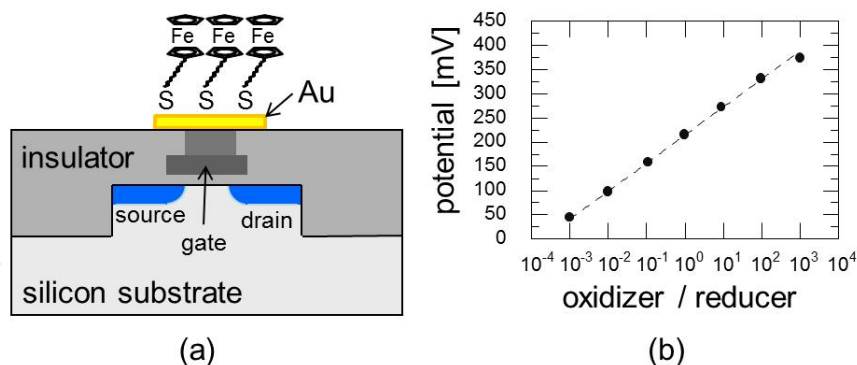 Fe Fe Fe
S S S
Au
insulator
source
drain
gate
silicon substrate
(a)
potential [mV]
450
400
350
300
250
200
150
100
50
0
10⁻⁴ 10⁻³ 10⁻² 10⁻¹ 10⁰ 10¹ 10² 10³ 10⁴
oxidizer / reducer
(b)